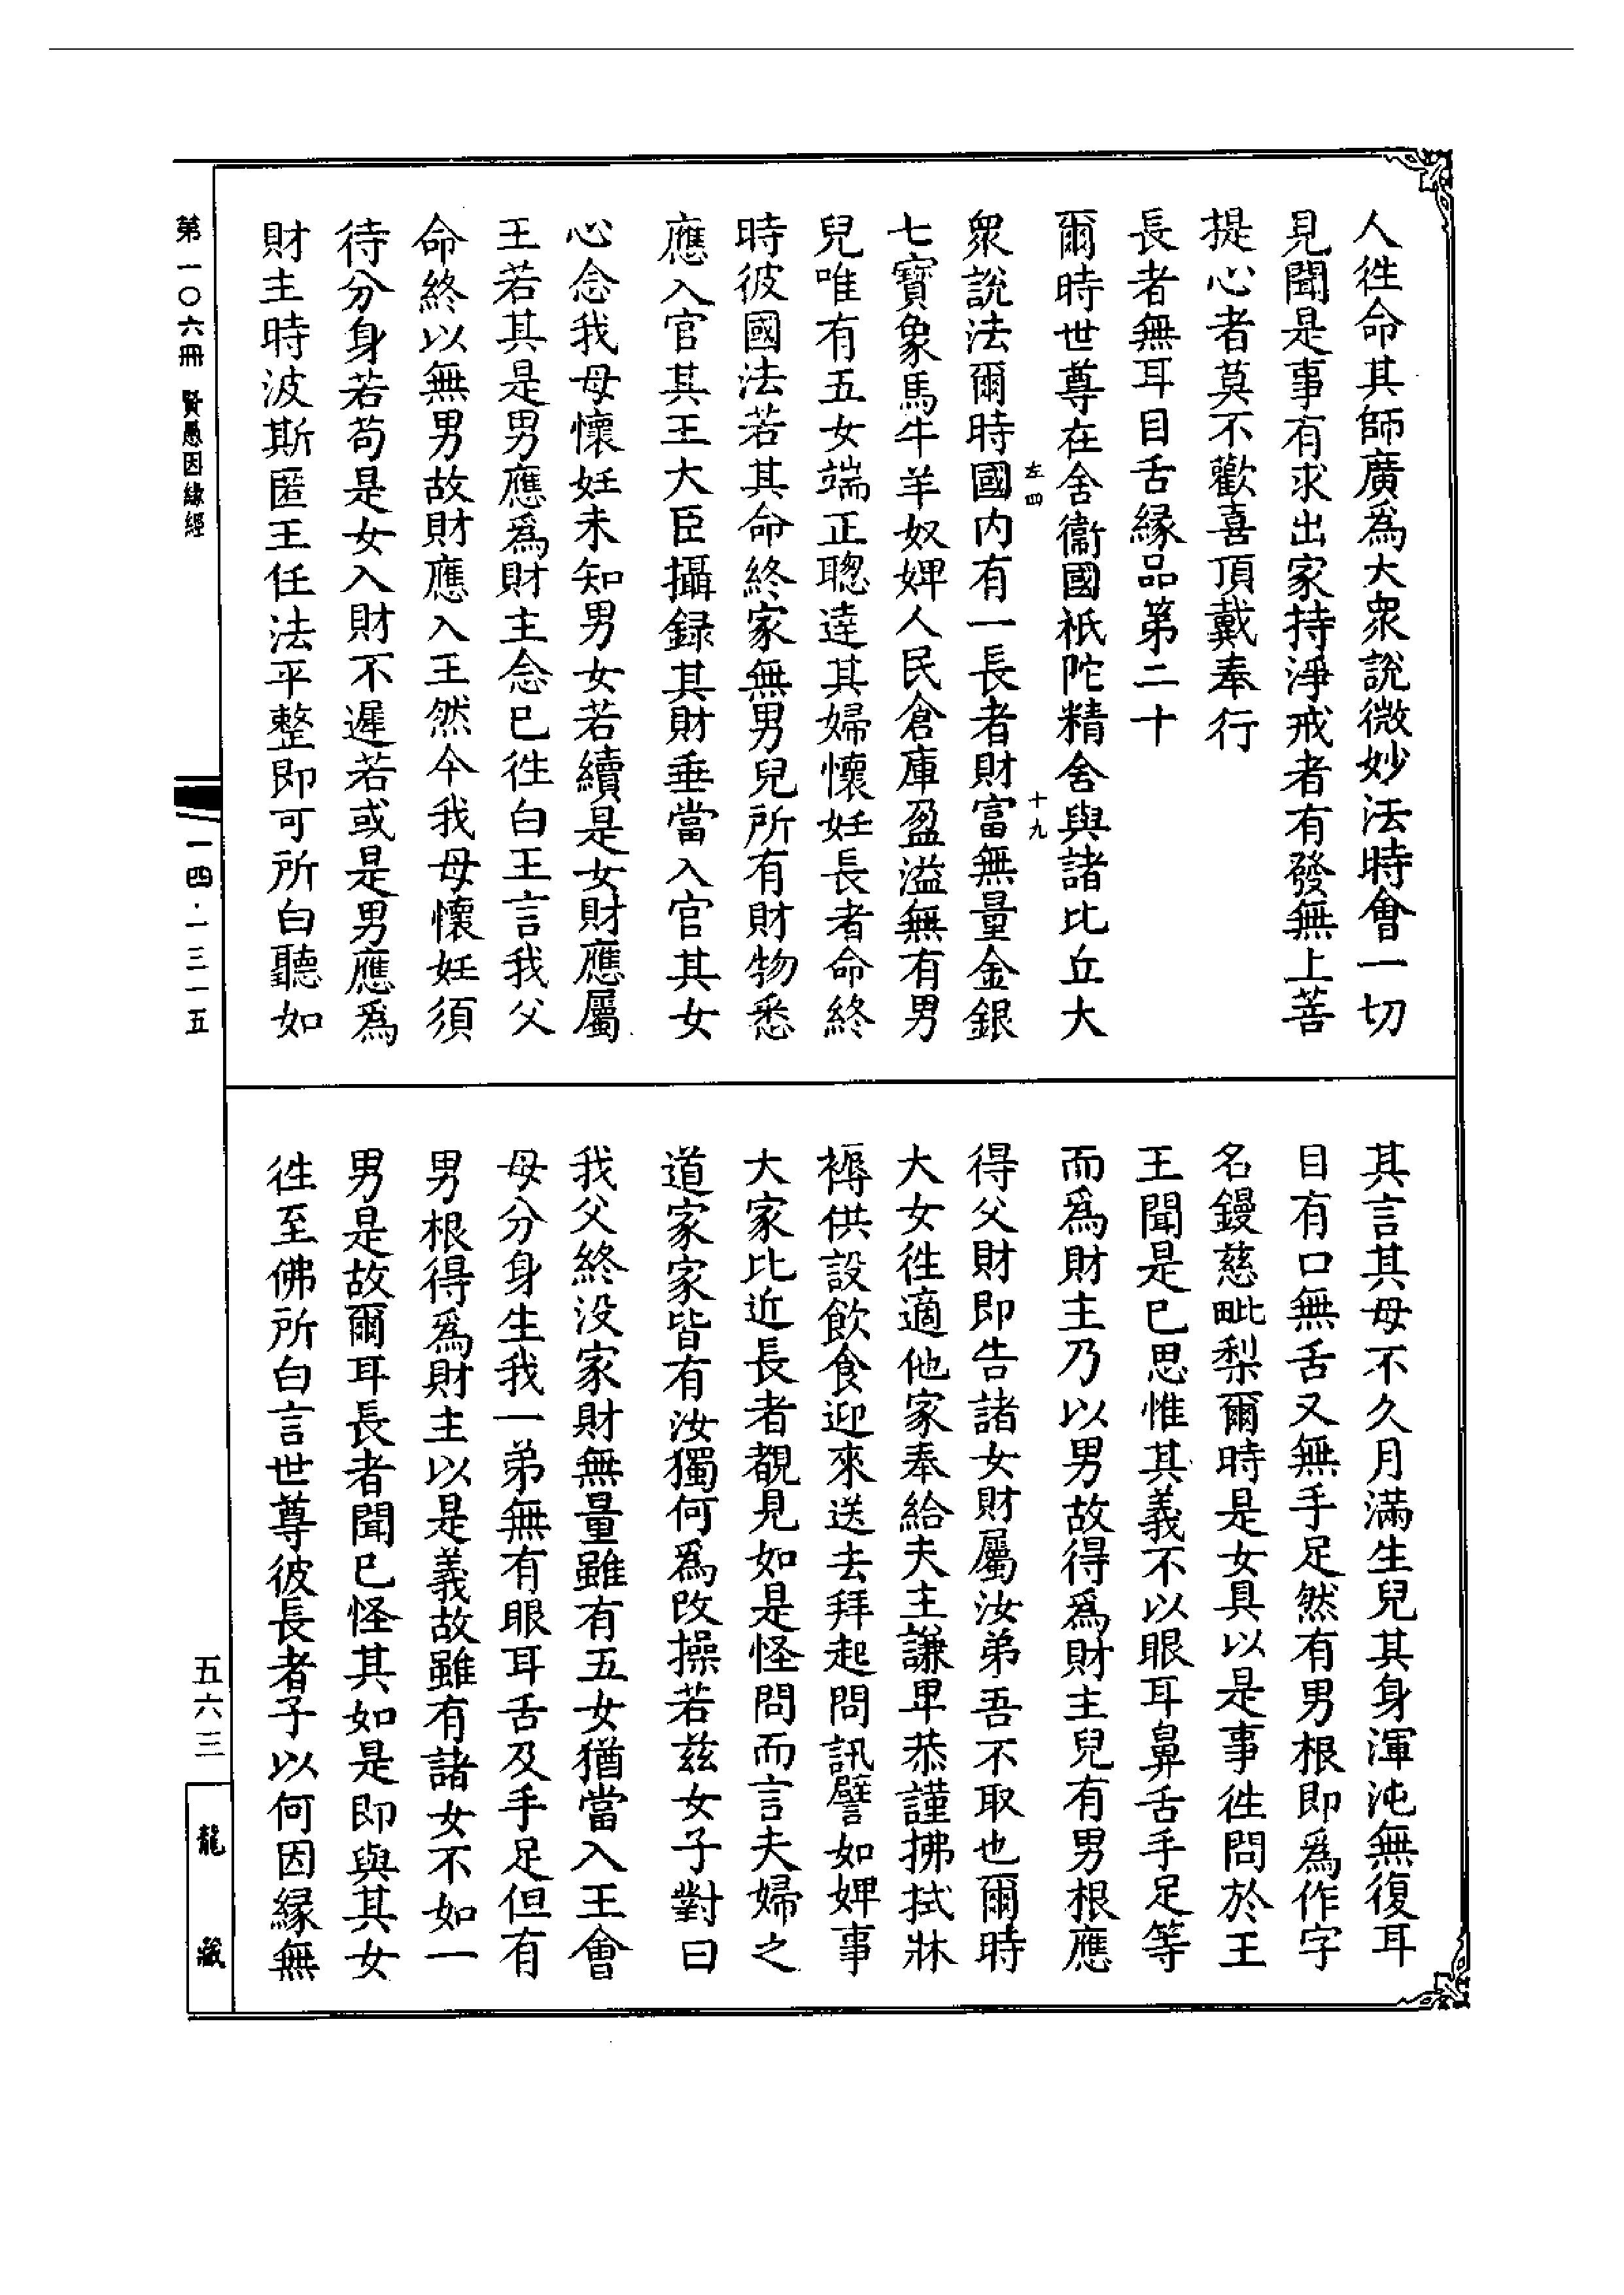 人徃命其師廣為大衆說微妙法時會一切
見聞是事有求出家持淨戒者有發無上菩
提心者莫不歡喜頂戴奉行
長者無耳目舌緣品第二十
爾時世尊在舍衞國祇陀精舍與諸比丘大
左四
十九
衆說法爾時國内有一長者財富無量金銀
七寳象馬牛羊奴婢人民倉庫盈溢無有男
兒唯有五女端正聰達其婦懷妊長者命終
時彼國法若其命終家無男兒所有財物悉
應入官其王大臣攝録其財垂當入官其女
心念我母懷妊未知男女若續是女財應屬
王若其是男應爲財主念已徃白王言我父
命終以無男故財應入王然今我母懷妊須
待分身若苟是女入財不遲若或是男應爲
財主時波斯匿王任法平整即可所白聽如
其言其母不久月滿生兒其身渾沌無復耳
目有口無舌又無手足然有男根即爲作字
名鏝慈毗梨爾時是女具以是事徃問於王
王聞是已思惟其義不以眼耳鼻舌手足等
而爲財主乃以男故得爲財主兒有男根應
得父財即告諸女財屬汝弟吾不取也爾時
大女徃適他家奉給夫主謙卑恭謹拂拭牀
褥供設飲食迎來送去拜起問訊譬如婢事
大家比近長者覩見如是怪問而言夫婦之
道家家皆有汝獨何爲改操若兹女子對曰
我父終没家財無量雖有五女猶當入王會
母分身生我一弟無有眼耳舌及手足但有
男根得爲財主以是義故雖有諸女不如一
男是故爾耳長者聞已怪其如是即與其女
徃至佛所白言世尊彼長者子以何因緣無
第一〇六冊 賢愚因緣經
一四·一三一五
五六三
龍藏